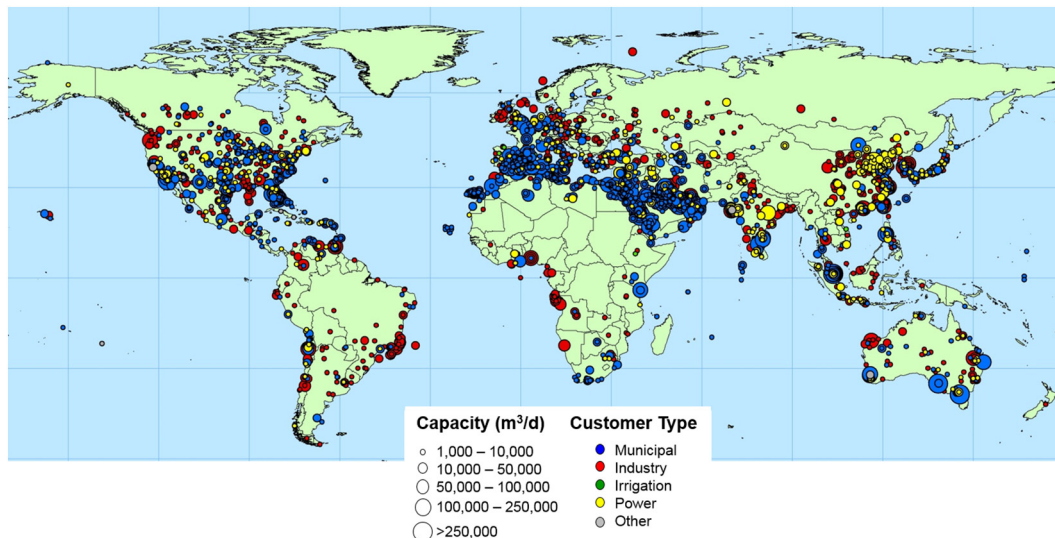 Capacity (m³/d)
1,000 – 10,000
10,000 – 50,000
50,000 – 100,000
100,000 – 250,000
>250,000
Customer Type
Municipal
Industry
Irrigation
Power
Other